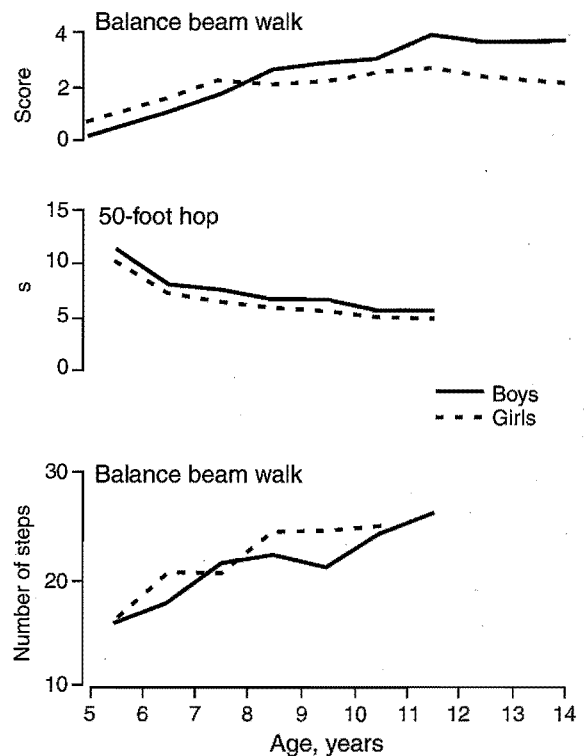 Balance beam walk
4
2
0
Score
50-foot hop
15
10
5
0
s
Boys
Girls
Balance beam walk
30
20
10
Number of steps
5 6 7 8 9 10 11 12 13 14
Age, years